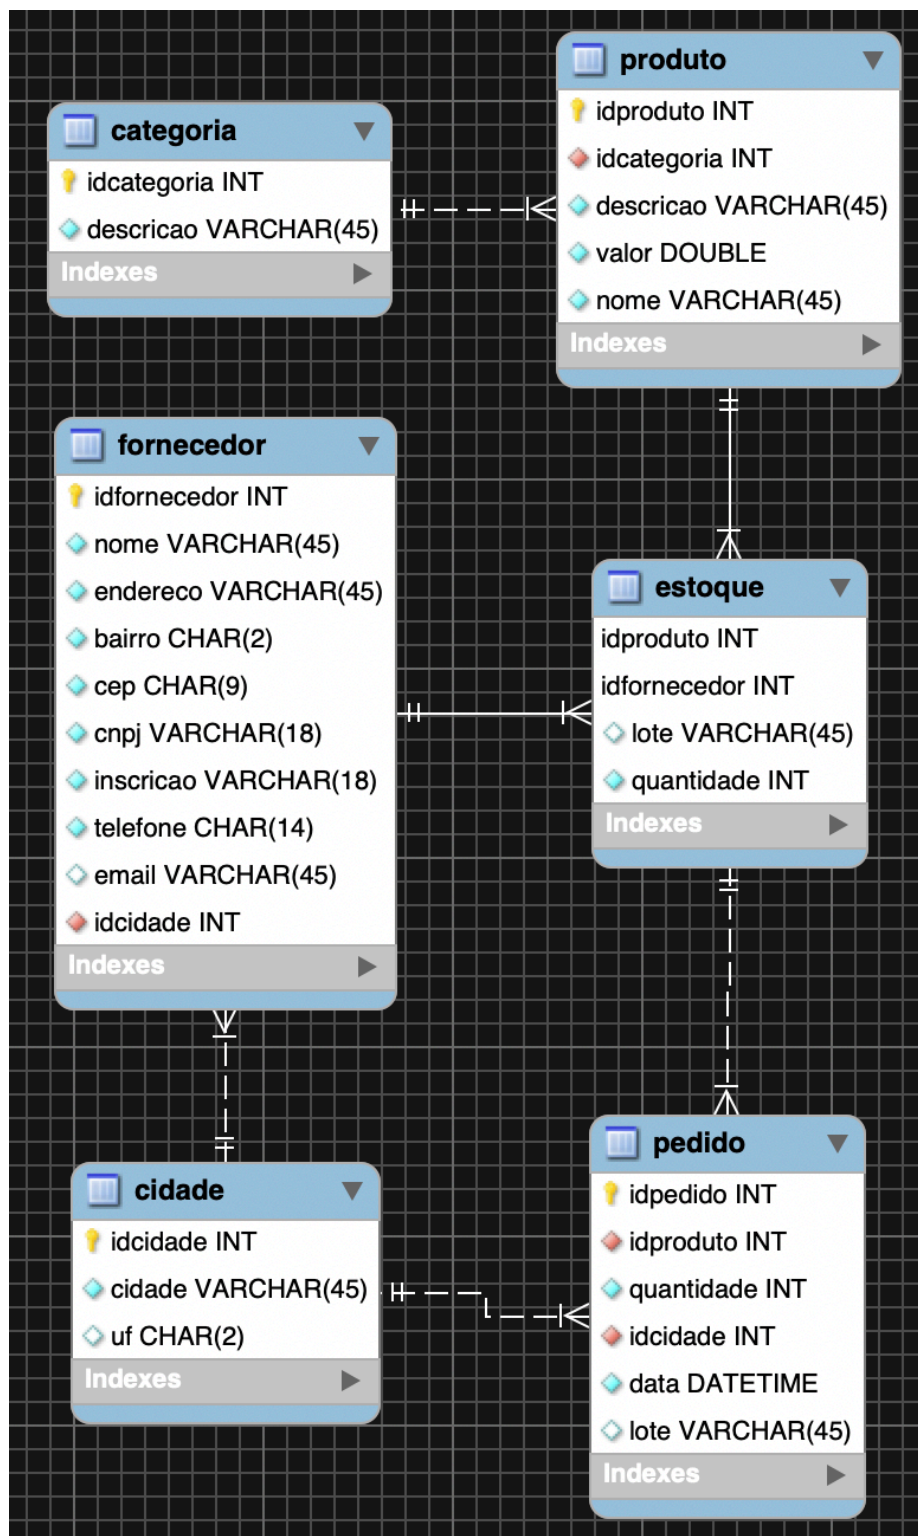 categoria
idcategoria INT
descricao VARCHAR(45)
Indexes
produto
idproduto INT
idcategoria INT
descricao VARCHAR(45)
valor DOUBLE
nome VARCHAR(45)
Indexes
fornecedor
idfornecedor INT
nome VARCHAR(45)
endereco VARCHAR(45)
bairro CHAR(2)
cep CHAR(9)
cnpj VARCHAR(18)
inscricao VARCHAR(18)
telefone CHAR(14)
email VARCHAR(45)
idcidade INT
Indexes
estoque
idproduto INT
idfornecedor INT
lote VARCHAR(45)
quantidade INT
Indexes
cidade
idcidade INT
cidade VARCHAR(45)
uf CHAR(2)
Indexes
pedido
idpedido INT
idproduto INT
quantidade INT
idcidade INT
data DATETIME
lote VARCHAR(45)
Indexes